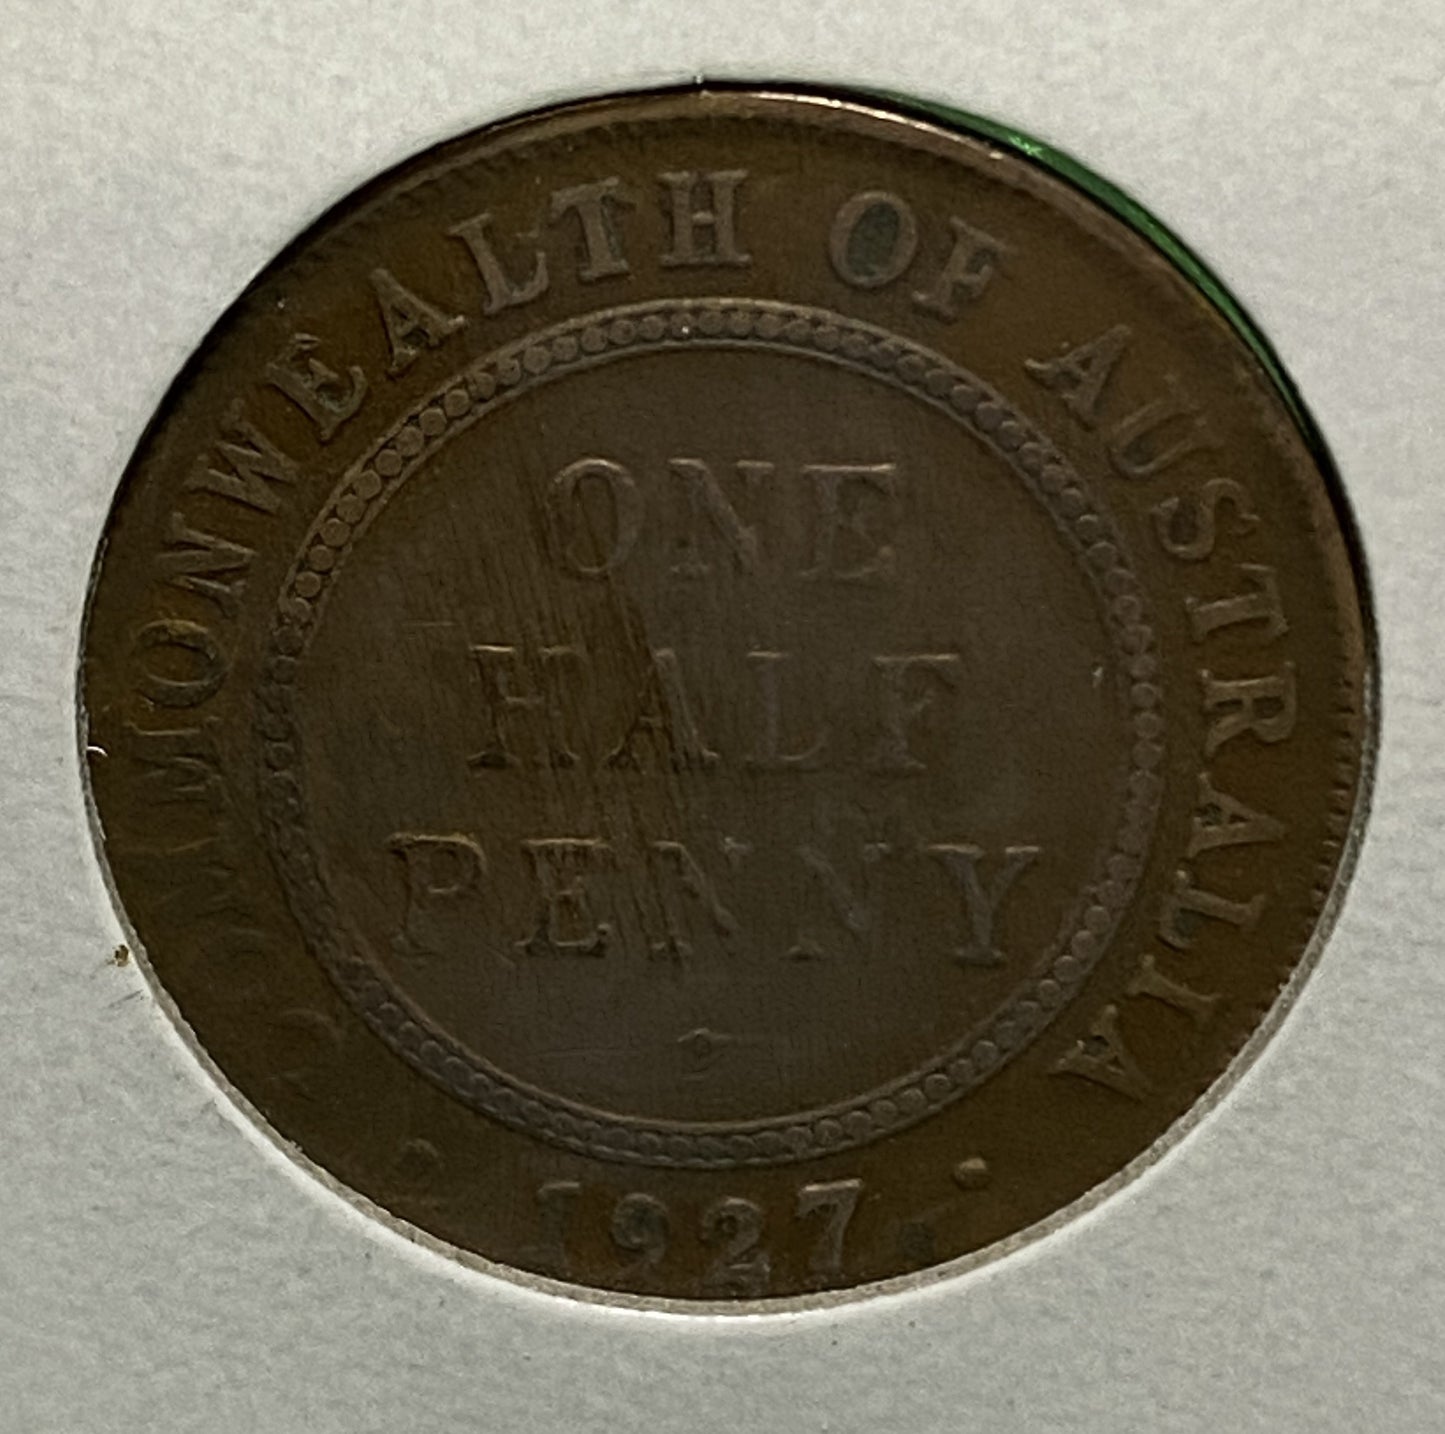 COMMONWEALTH OF AUSTRALIA
ONE
HALF
PENNY
1927